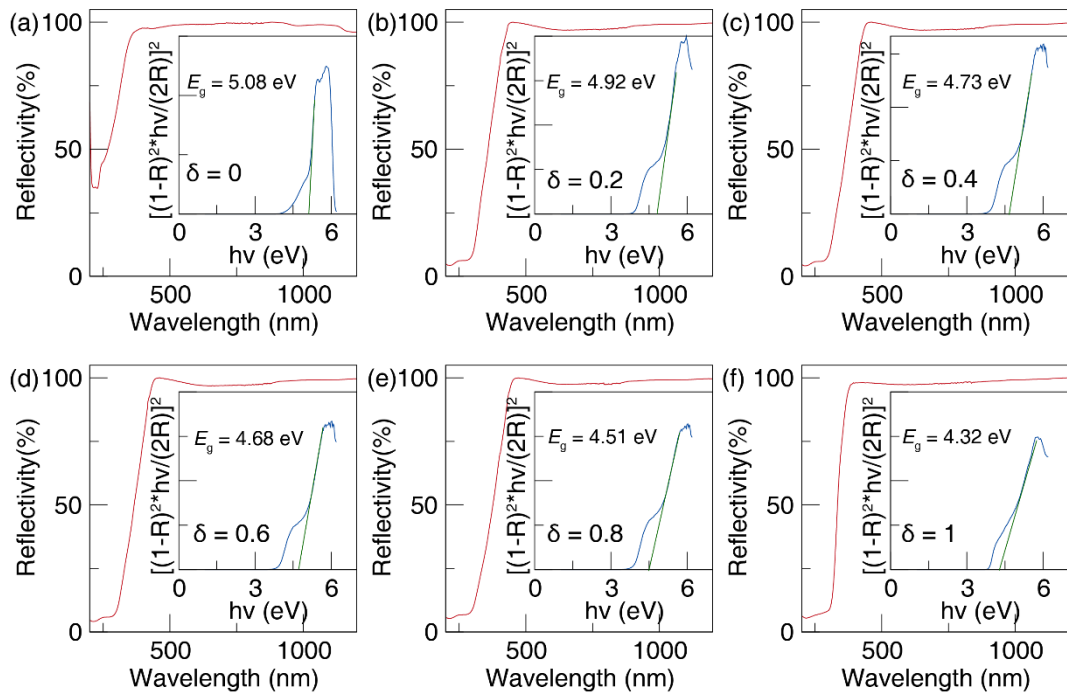 (a)
100
50
0
Reflectivity(%)
[(1-R)²*hν/(2R)]²
Eg = 5.08 eV
δ = 0
0 3 6
hν (eV)
500 1000
Wavelength (nm)
(b)
100
50
0
Reflectivity(%)
[(1-R)²*hν/(2R)]²
Eg = 4.92 eV
δ = 0.2
0 3 6
hν (eV)
500 1000
Wavelength (nm)
(c)
100
50
0
Reflectivity(%)
[(1-R)²*hν/(2R)]²
Eg = 4.73 eV
δ = 0.4
0 3 6
hν (eV)
500 1000
Wavelength (nm)
(d)
100
50
0
Reflectivity(%)
[(1-R)²*hν/(2R)]²
Eg = 4.68 eV
δ = 0.6
0 3 6
hν (eV)
500 1000
Wavelength (nm)
(e)
100
50
0
Reflectivity(%)
[(1-R)²*hν/(2R)]²
Eg = 4.51 eV
δ = 0.8
0 3 6
hν (eV)
500 1000
Wavelength (nm)
(f)
100
50
0
Reflectivity(%)
[(1-R)²*hν/(2R)]²
Eg = 4.32 eV
δ = 1
0 3 6
hν (eV)
500 1000
Wavelength (nm)